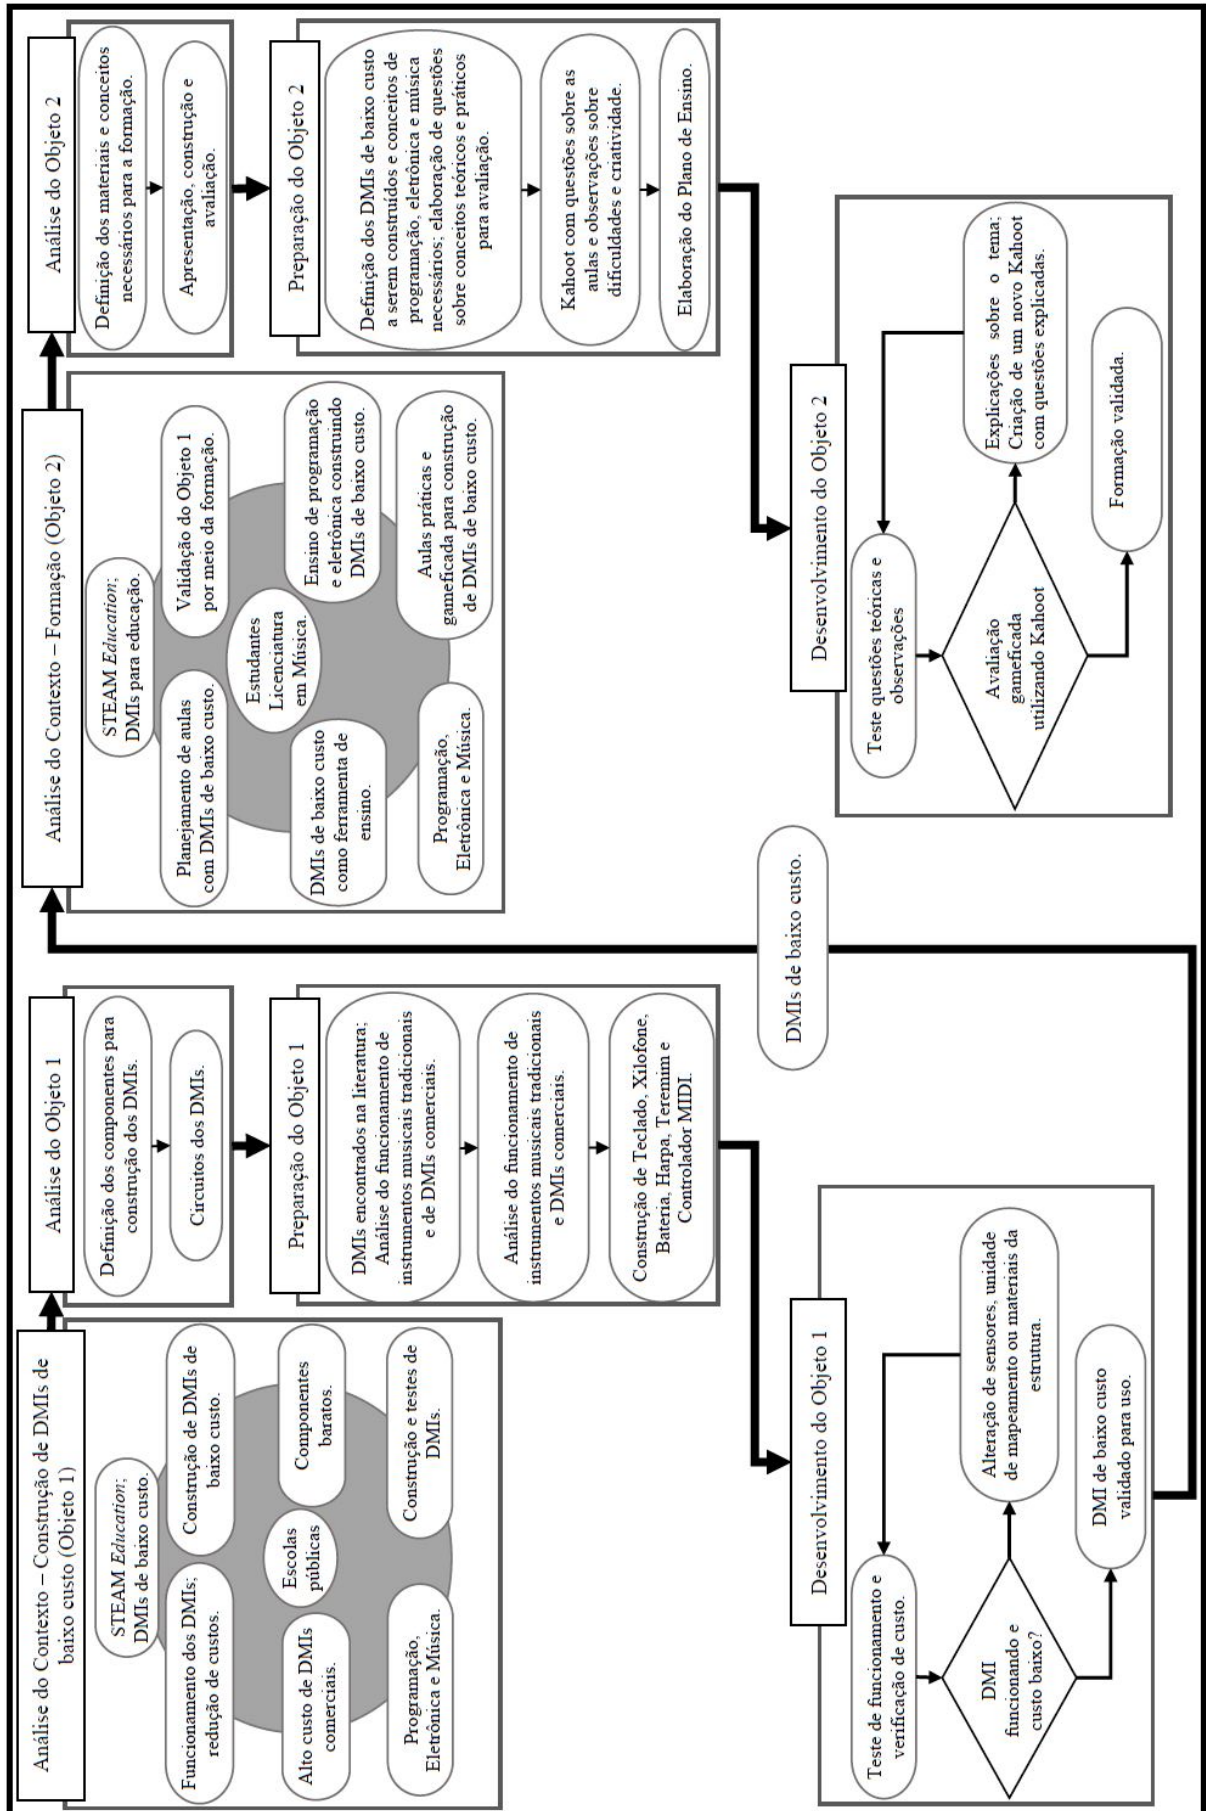 Análise do Contexto – Construção de DMIs de
baixo custo (Objeto 1)
STEAM Education;
DMIs de baixo custo.
Funcionamento dos DMIs;
redução de custos.
Construção de DMIs de
baixo custo.
Alto custo de DMIs
comerciais.
Escolas
públicas
Componentes
baratos.
Programação,
Eletrônica e Música.
Construção e testes de
DMIs.
Análise do Objeto 1
Definição dos componentes para
construção dos DMIs.
Circuitos dos DMIs.
Preparação do Objeto 1
DMIs encontrados na literatura;
Análise do funcionamento de
instrumentos musicais tradicionais
e de DMIs comerciais.
Análise do funcionamento de
instrumentos musicais tradicionais
e DMIs comerciais.
Construção de Teclado, Xilofone,
Bateria, Harpa, Teremim e
Controlador MIDI.
Desenvolvimento do Objeto 1
Teste de funcionamento e
verificação de custo.
DMI
funcionando e
custo baixo?
Alteração de sensores, unidade
de mapeamento ou materiais da
estrutura.
DMI de baixo custo
validado para uso.
DMIs de baixo custo.
Análise do Contexto – Formação (Objeto 2)
STEAM Education;
DMIs para educação.
Planejamento de aulas
com DMIs de baixo custo.
Validação do Objeto 1
por meio da formação.
Estudantes
Licenciatura
em Música.
DMIs de baixo custo
como ferramenta de
ensino.
Ensino de programação
e eletrônica construindo
DMIs de baixo custo.
Programação,
Eletrônica e Música.
Aulas práticas e
gameficada para construção
de DMIs de baixo custo.
Análise do Objeto 2
Definição dos materiais e conceitos
necessários para a formação.
Apresentação, construção e
avaliação.
Preparação do Objeto 2
Definição dos DMIs de baixo custo
a serem construídos e conceitos de
programação, eletrônica e música
necessários; elaboração de questões
sobre conceitos teóricos e práticos
para avaliação.
Kahoot com questões sobre as
aulas e observações sobre
dificuldades e criatividade.
Elaboração do Plano de Ensino.
Desenvolvimento do Objeto 2
Teste questões teóricas e
observações
Avaliação
gameficada
utilizando Kahoot
Explicações sobre o tema;
Criação de um novo Kahoot
com questões explicadas.
Formação validada.